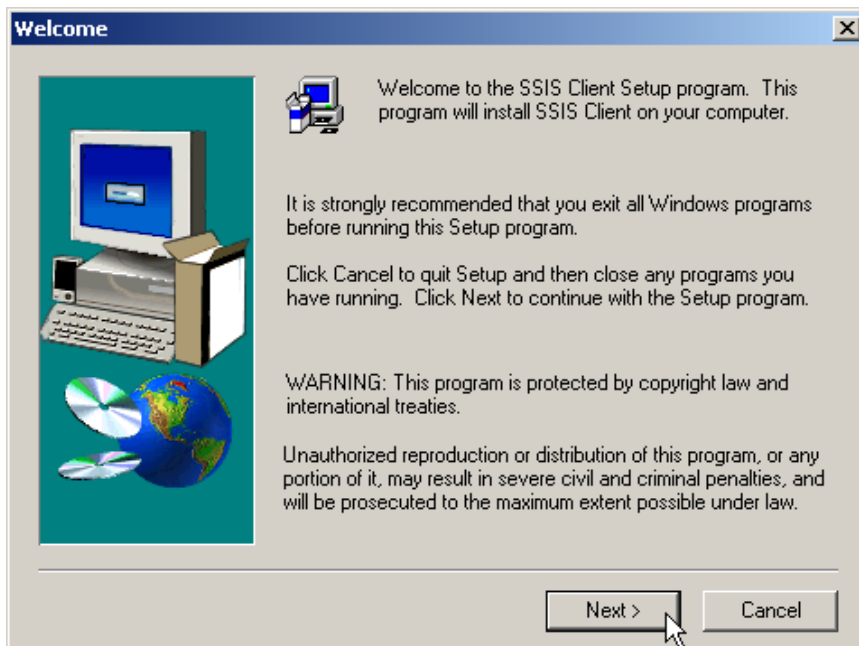 Welcome
Welcome to the SSIS Client Setup program.  This
program will install SSIS Client on your computer.
It is strongly recommended that you exit all Windows programs
before running this Setup program.
Click Cancel to quit Setup and then close any programs you
have running.  Click Next to continue with the Setup program.
WARNING: This program is protected by copyright law and
international treaties.
Unauthorized reproduction or distribution of this program, or any
portion of it, may result in severe civil and criminal penalties, and
will be prosecuted to the maximum extent possible under law.
Next >
Cancel